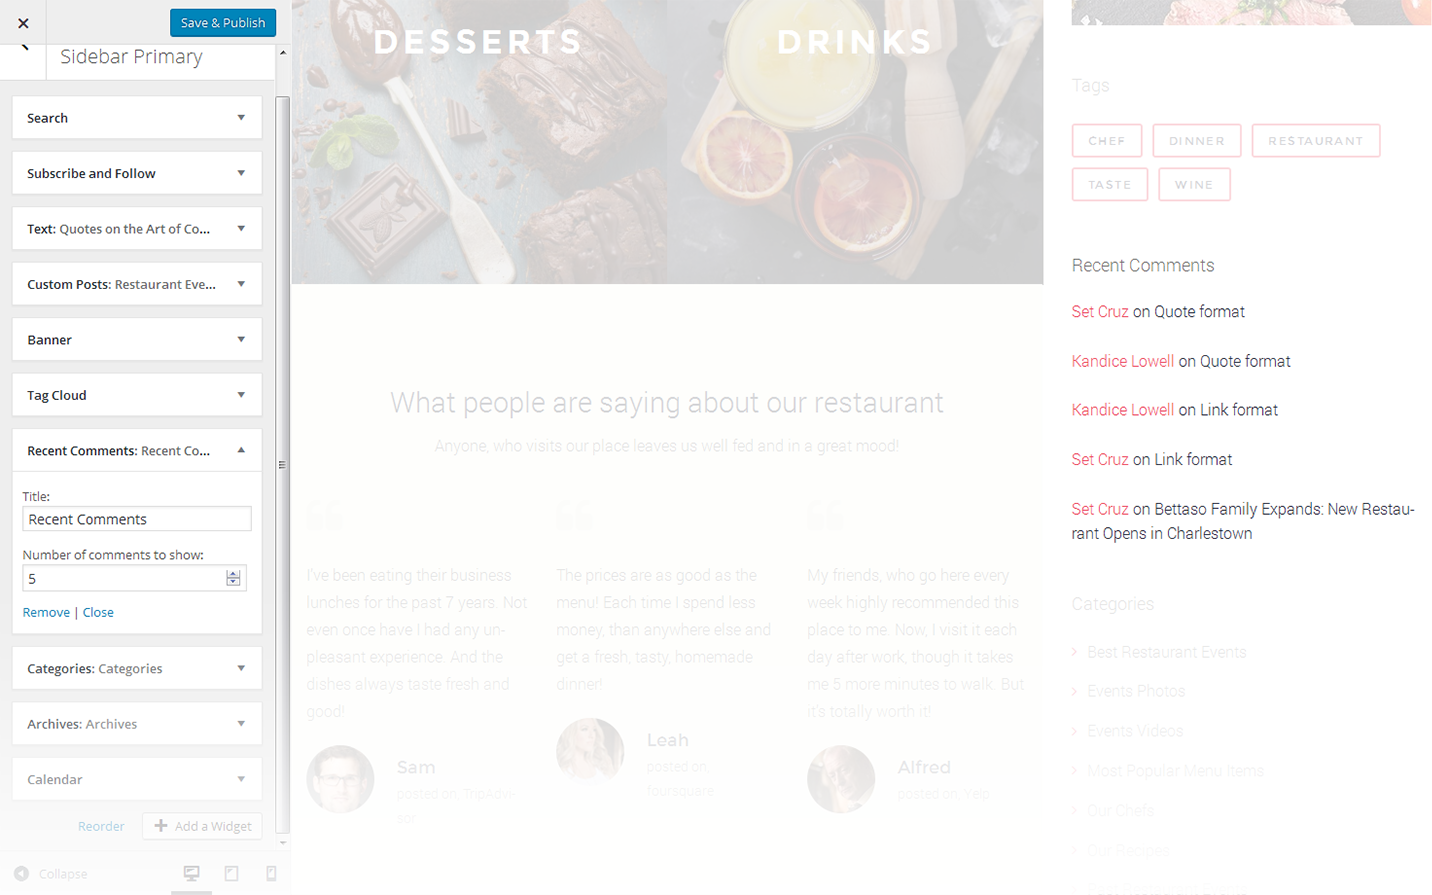 Save & Publish
Sidebar Primary
Search
Subscribe and Follow
Text: Quotes on the Art of Co...
Custom Posts: Restaurant Eve...
Banner
Tag Cloud
Recent Comments: Recent Co...
Title:
Recent Comments
Number of comments to show:
5
Remove | Close
Categories: Categories
Archives: Archives
Calendar
Reorder
Add a Widget
Collapse
DESSERTS
DRINKS
What people are saying about our restaurant
Anyone, who visits our place leaves us well fed and in a great mood!
I've been eating their business
lunches for the past 7 years. Not
even once have I had any un-
pleasant experience. And the
dishes always taste fresh and
good!
Sam
posted on, TripAdvi-
sor
The prices are as good as the
menu! Each time I spend less
money, than anywhere else and
get a fresh, tasty, homemade
dinner!
Leah
posted on,
foursquare
My friends, who go here every
week highly recommended this
place to me. Now, I visit it each
day after work, though it takes
me 5 more minutes to walk. But
it's totally worth it!
Alfred
posted on, Yelp
Tags
CHEF
DINNER
RESTAURANT
TASTE
WINE
Recent Comments
Set Cruz on Quote format
Kandice Lowell on Quote format
Kandice Lowell on Link format
Set Cruz on Link format
Set Cruz on Bettaso Family Expands: New Restau-
rant Opens in Charlestown
Categories
Best Restaurant Events
Events Photos
Events Videos
Most Popular Menu Items
Our Chefs
Our Recipes